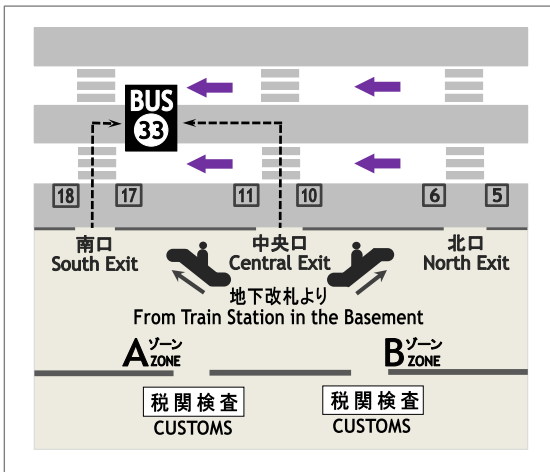 BUS
33
18
17
11
10
6
5
南口
South Exit
中央口
Central Exit
北口
North Exit
地下改札より
From Train Station in the Basement
Aゾーン
ZONE
Bゾーン
ZONE
税関検査
CUSTOMS
税関検査
CUSTOMS